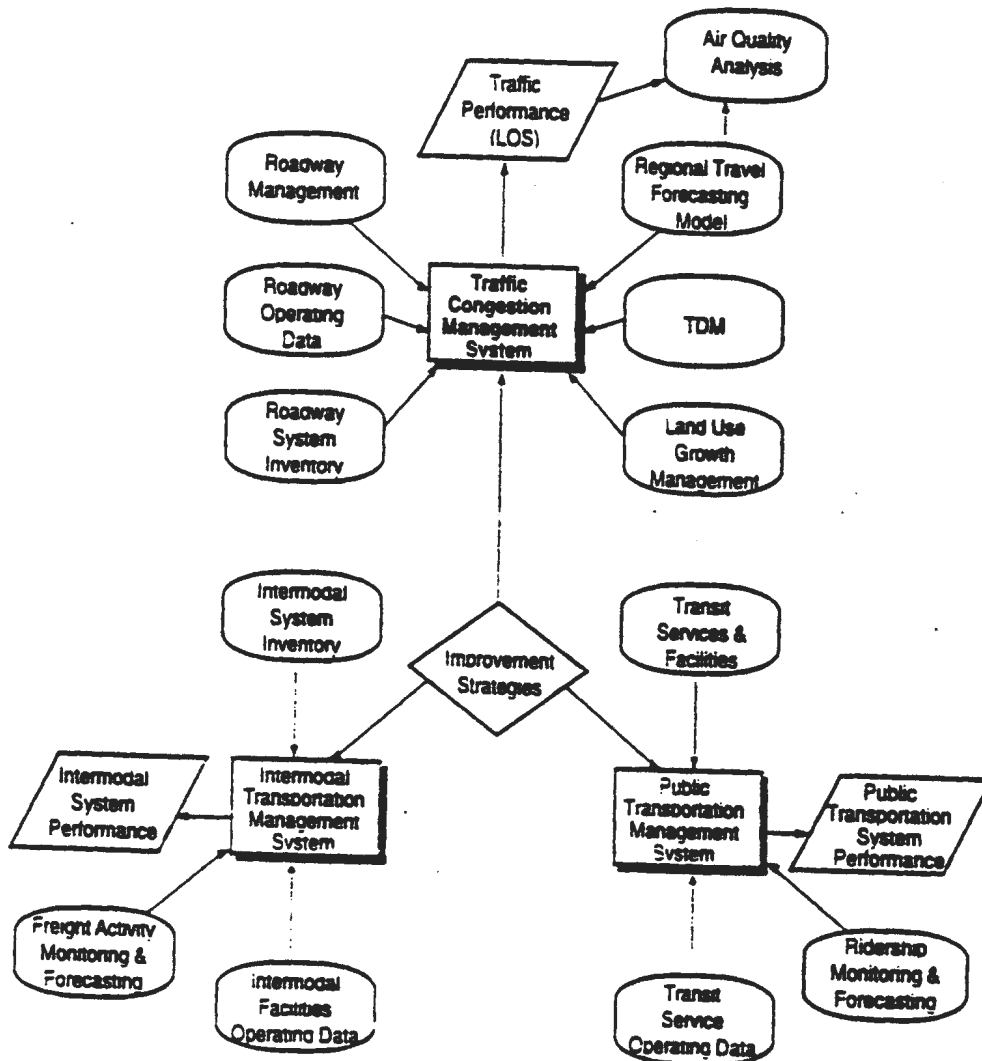 Air Quality
Analysis
Traffic
Performance
(LOS)
Roadway
Management
Regional Travel
Forecasting
Model
Roadway
Operating
Data
Traffic
Congestion
Management
System
TDM
Roadway
System
Inventory
Land Use
Growth
Management
Intermodal
System
Inventory
Transit
Services &
Facilities
Improvement
Strategies
Intermodal
System
Performance
Intermodal
Transportation
Management
System
Public
Transportation
Management
System
Public
Transportation
System
Performance
Freight Activity
Monitoring &
Forecasting
Intermodal
Facilities
Operating Data
Transit
Service
Operating Data
Ridership
Monitoring &
Forecasting